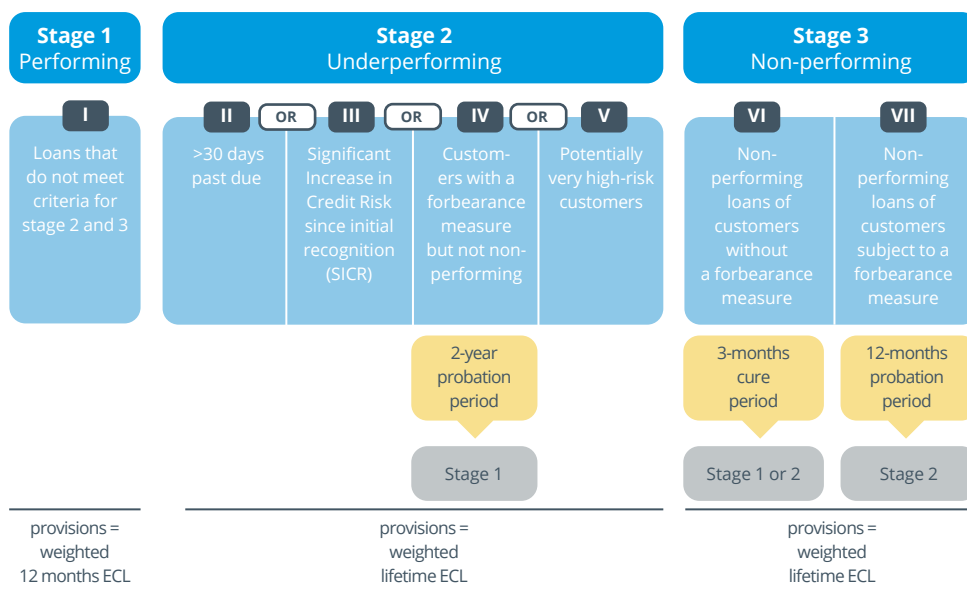 Stage 1
Performing
Stage 2
Underperforming
Stage 3
Non-performing
I
II
OR
III
OR
IV
OR
V
VI
VII
Loans that
do not meet
criteria for
stage 2 and 3
>30 days
past due
Significant
Increase in
Credit Risk
since initial
recognition
(SICR)
Custom-
ers with a
forbearance
measure
but not non-
performing
Potentially
very high-risk
customers
Non-
performing
loans of
customers
without
a forbearance
measure
Non-
performing
loans of
customers
subject to a
forbearance
measure
2-year
probation
period
3-months
cure
period
12-months
probation
period
Stage 1
Stage 1 or 2
Stage 2
provisions =
weighted
12 months ECL
provisions =
weighted
lifetime ECL
provisions =
weighted
lifetime ECL